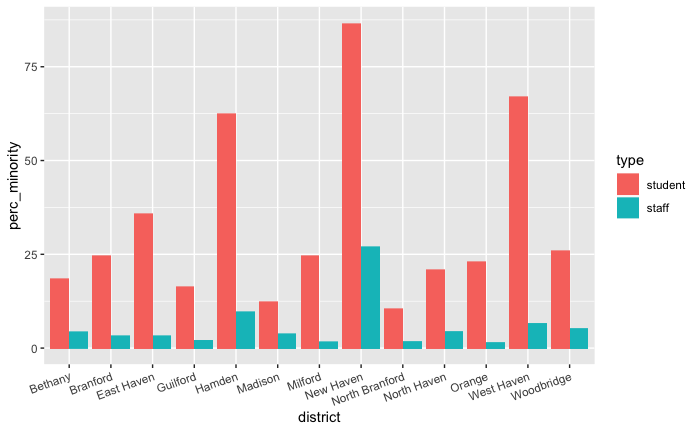 perc_minority
75
50
25
0
Bethany
Branford
East Haven
Guilford
Hamden
Madison
Milford
New Haven
North Branford
North Haven
Orange
West Haven
Woodbridge
district
type
student
staff